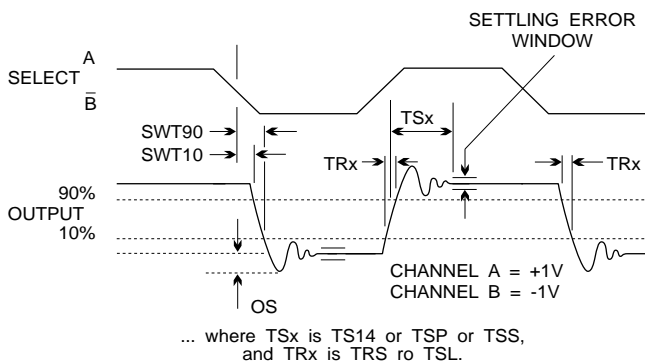 SETTLING ERROR
WINDOW
A
SELECT
B̅
TSx
SWT90
SWT10
TRx
TRx
90%
OUTPUT
10%
CHANNEL A = +1V
CHANNEL B = -1V
OS
... where TSx is TS14 or TSP or TSS,
and TRx is TRS ro TSL.